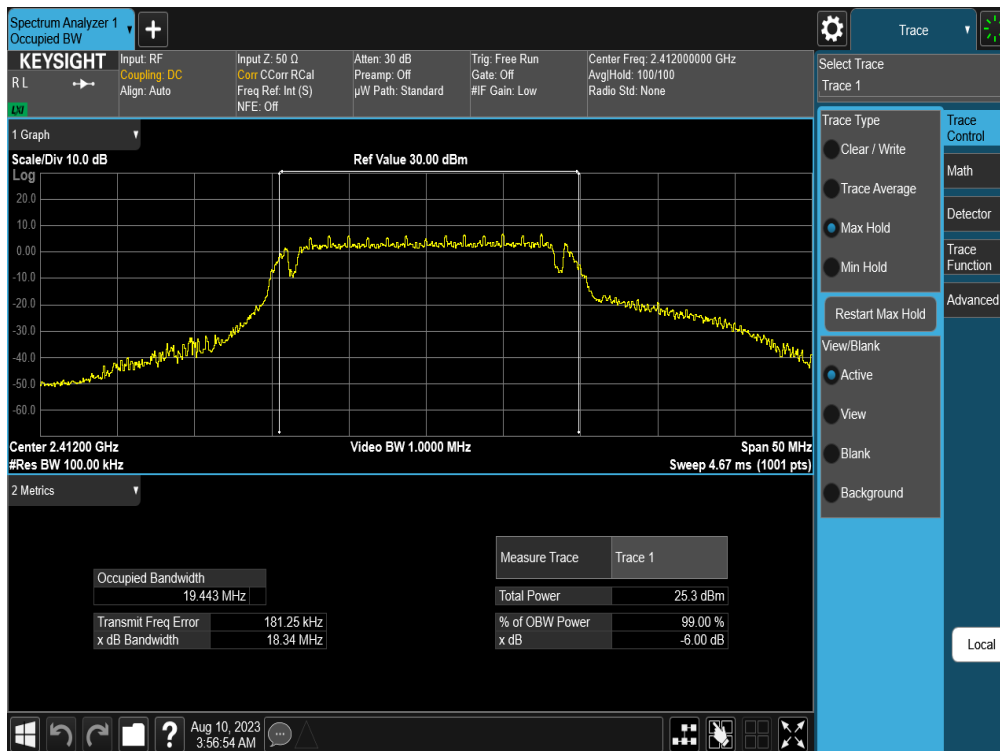 Spectrum Analyzer 1
Occupied BW
Trace
KEYSIGHT
R L
LXI
Input: RF
Coupling: DC
Align: Auto
Input Z: 50 Ω
Corr CCorr RCal
Freq Ref: Int (S)
NFE: Off
Atten: 30 dB
Preamp: Off
µW Path: Standard
Trig: Free Run
Gate: Off
#IF Gain: Low
Center Freq: 2.412000000 GHz
Avg|Hold: 100/100
Radio Std: None
Select Trace
Trace 1
1 Graph
Scale/Div 10.0 dB
Ref Value 30.00 dBm
Log
20.0
10.0
0.00
-10.0
-20.0
-30.0
-40.0
-50.0
-60.0
Center 2.41200 GHz
#Res BW 100.00 kHz
Video BW 1.0000 MHz
Span 50 MHz
Sweep 4.67 ms (1001 pts)
2 Metrics
Occupied Bandwidth
19.443 MHz
Transmit Freq Error 181.25 kHz
x dB Bandwidth 18.34 MHz
Measure Trace Trace 1
Total Power 25.3 dBm
% of OBW Power 99.00 %
x dB -6.00 dB
Trace Type
Clear / Write
Trace Average
Max Hold
Min Hold
Restart Max Hold
View/Blank
Active
View
Blank
Background
Trace
Control
Math
Detector
Trace
Function
Advanced
Local
?
Aug 10, 2023
3:56:54 AM